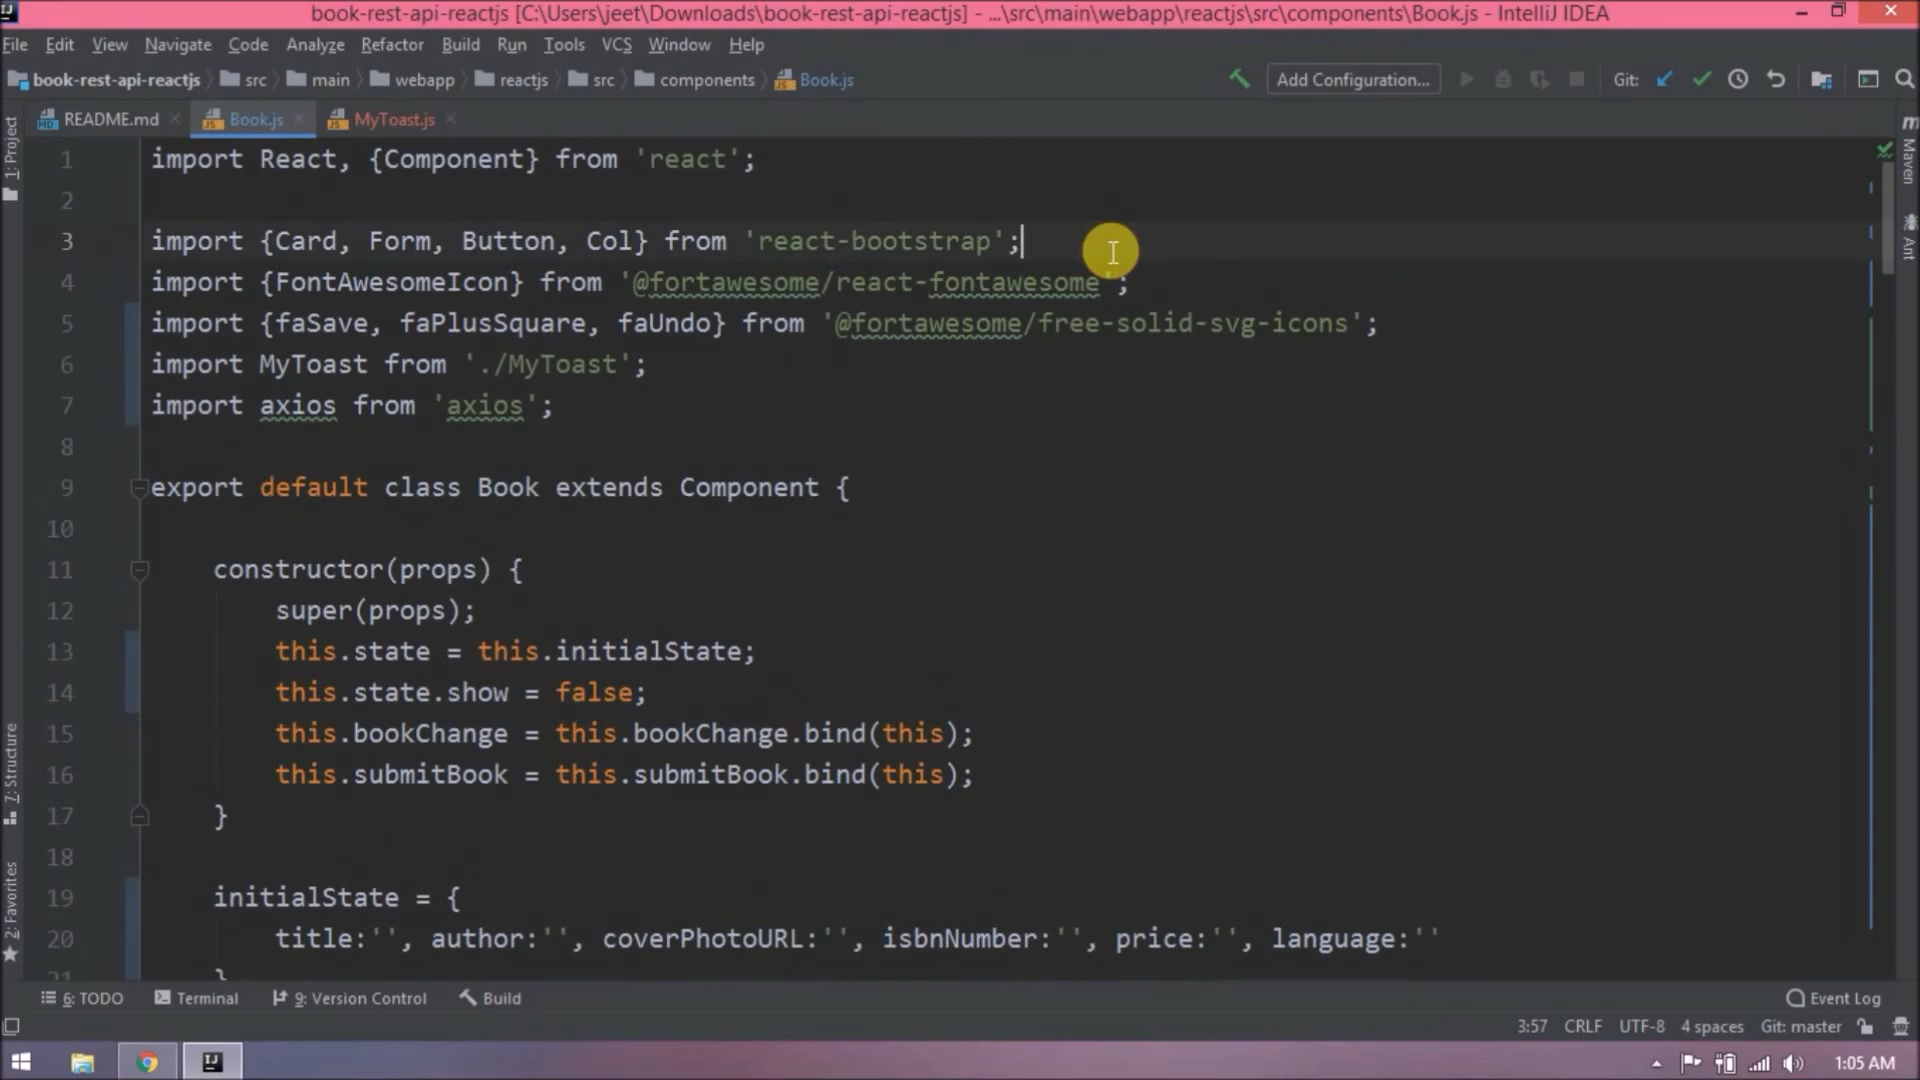 book-rest-api-reactjs [C:\Users\jeet\Downloads\book-rest-api-reactjs] - ...\src\main\webapp\reactjs\src\components\Book.js - IntelliJ IDEA
File Edit View Navigate Code Analyze Refactor Build Run Tools VCS Window Help
book-rest-api-reactjs src main webapp reactjs src components Book.js Add Configuration... Git:
README.md Book.js MyToast.js
1: Project
Maven
Ant
7: Structure
2: Favorites
1 import React, {Component} from 'react';
2
3 import {Card, Form, Button, Col} from 'react-bootstrap';
4 import {FontAwesomeIcon} from '@fortawesome/react-fontawesome';
5 import {faSave, faPlusSquare, faUndo} from '@fortawesome/free-solid-svg-icons';
6 import MyToast from './MyToast';
7 import axios from 'axios';
8
9 export default class Book extends Component {
10
11 constructor(props) {
12 super(props);
13 this.state = this.initialState;
14 this.state.show = false;
15 this.bookChange = this.bookChange.bind(this);
16 this.submitBook = this.submitBook.bind(this);
17 }
18
19 initialState = {
20 title:'', author:'', coverPhotoURL:'', isbnNumber:'', price:'', language:''
21 }
6: TODO Terminal 9: Version Control Build Event Log
3:57 CRLF UTF-8 4 spaces Git: master
1:05 AM